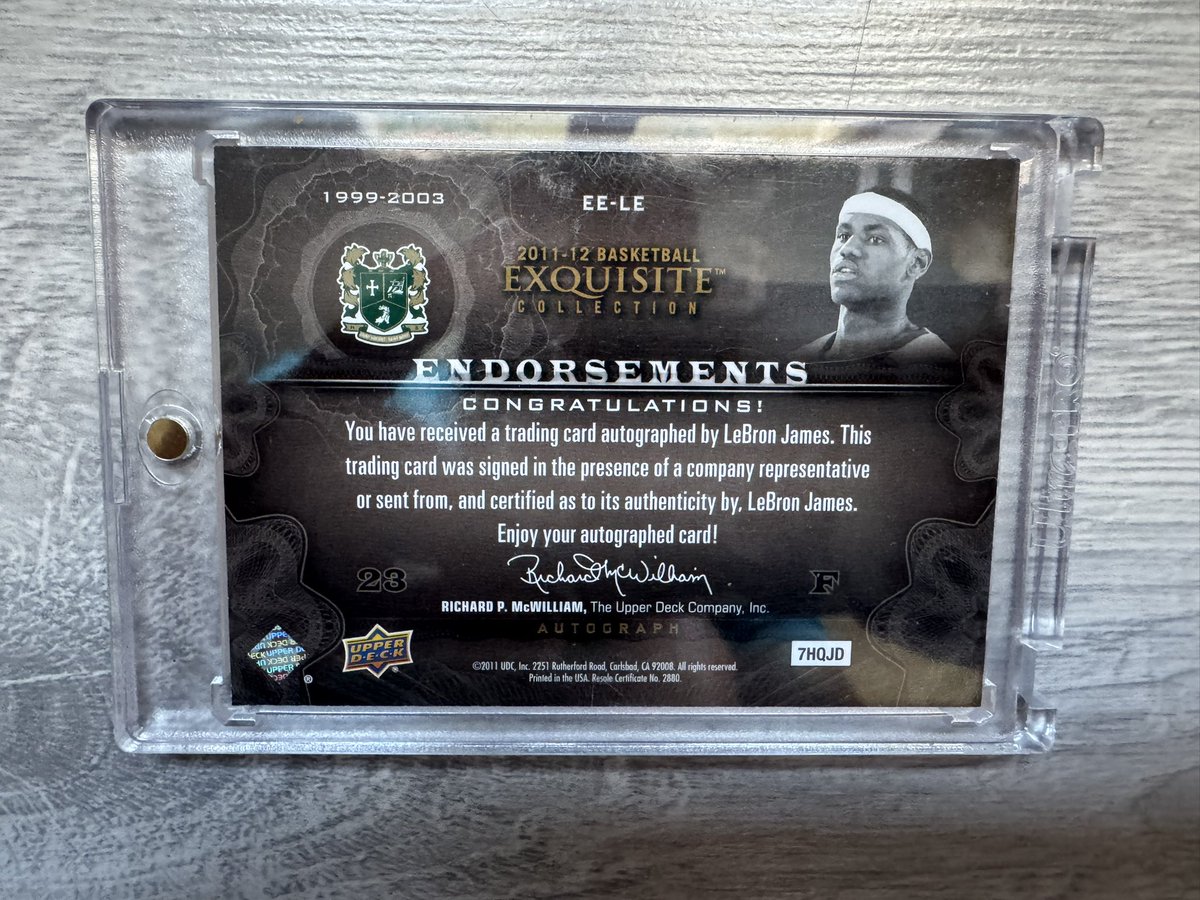 1999-2003
EE-LE
2011-12 BASKETBALL
EXQUISITE™
COLLECTION
ENDORSEMENTS
CONGRATULATIONS!
You have received a trading card autographed by LeBron James. This
trading card was signed in the presence of a company representative
or sent from, and certified as to its authenticity by, LeBron James.
Enjoy your autographed card!
Richard McWilliam
23
F
RICHARD P. McWILLIAM, The Upper Deck Company, Inc.
AUTOGRAPH
UPPER
DECK
®
UPPER
D·E·C·K
®
7HQJD
©2011 UDC, Inc. 2251 Rutherford Road, Carlsbad, CA 92008. All rights reserved.
Printed in the USA. Resale Certificate No. 2880.